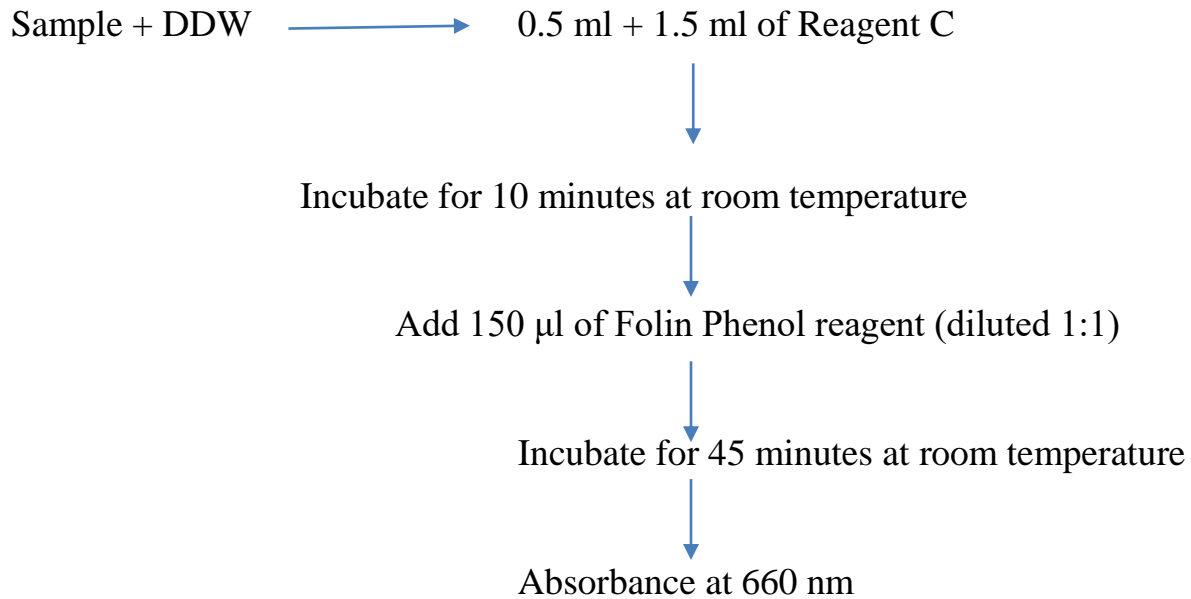 Sample + DDW 0.5 ml + 1.5 ml of Reagent C
Incubate for 10 minutes at room temperature
Add 150 µl of Folin Phenol reagent (diluted 1:1)
Incubate for 45 minutes at room temperature
Absorbance at 660 nm